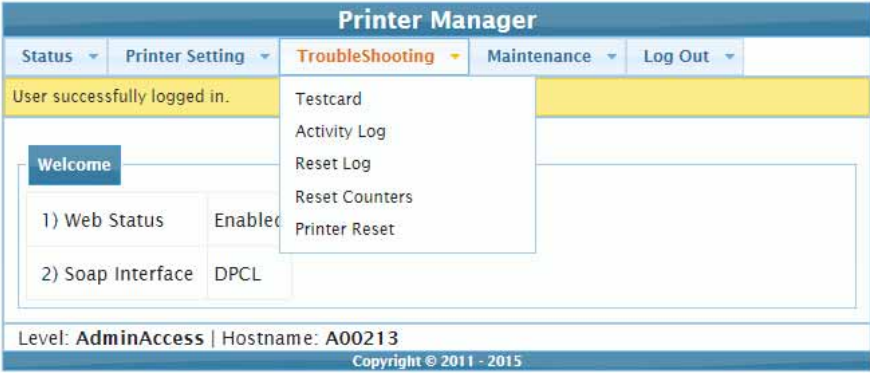 Printer Manager
Status Printer Setting TroubleShooting Maintenance Log Out
User successfully logged in.
Testcard
Activity Log
Reset Log
Reset Counters
Printer Reset
Welcome
1) Web Status Enabled
2) Soap Interface DPCL
Level: AdminAccess | Hostname: A00213
Copyright © 2011 - 2015